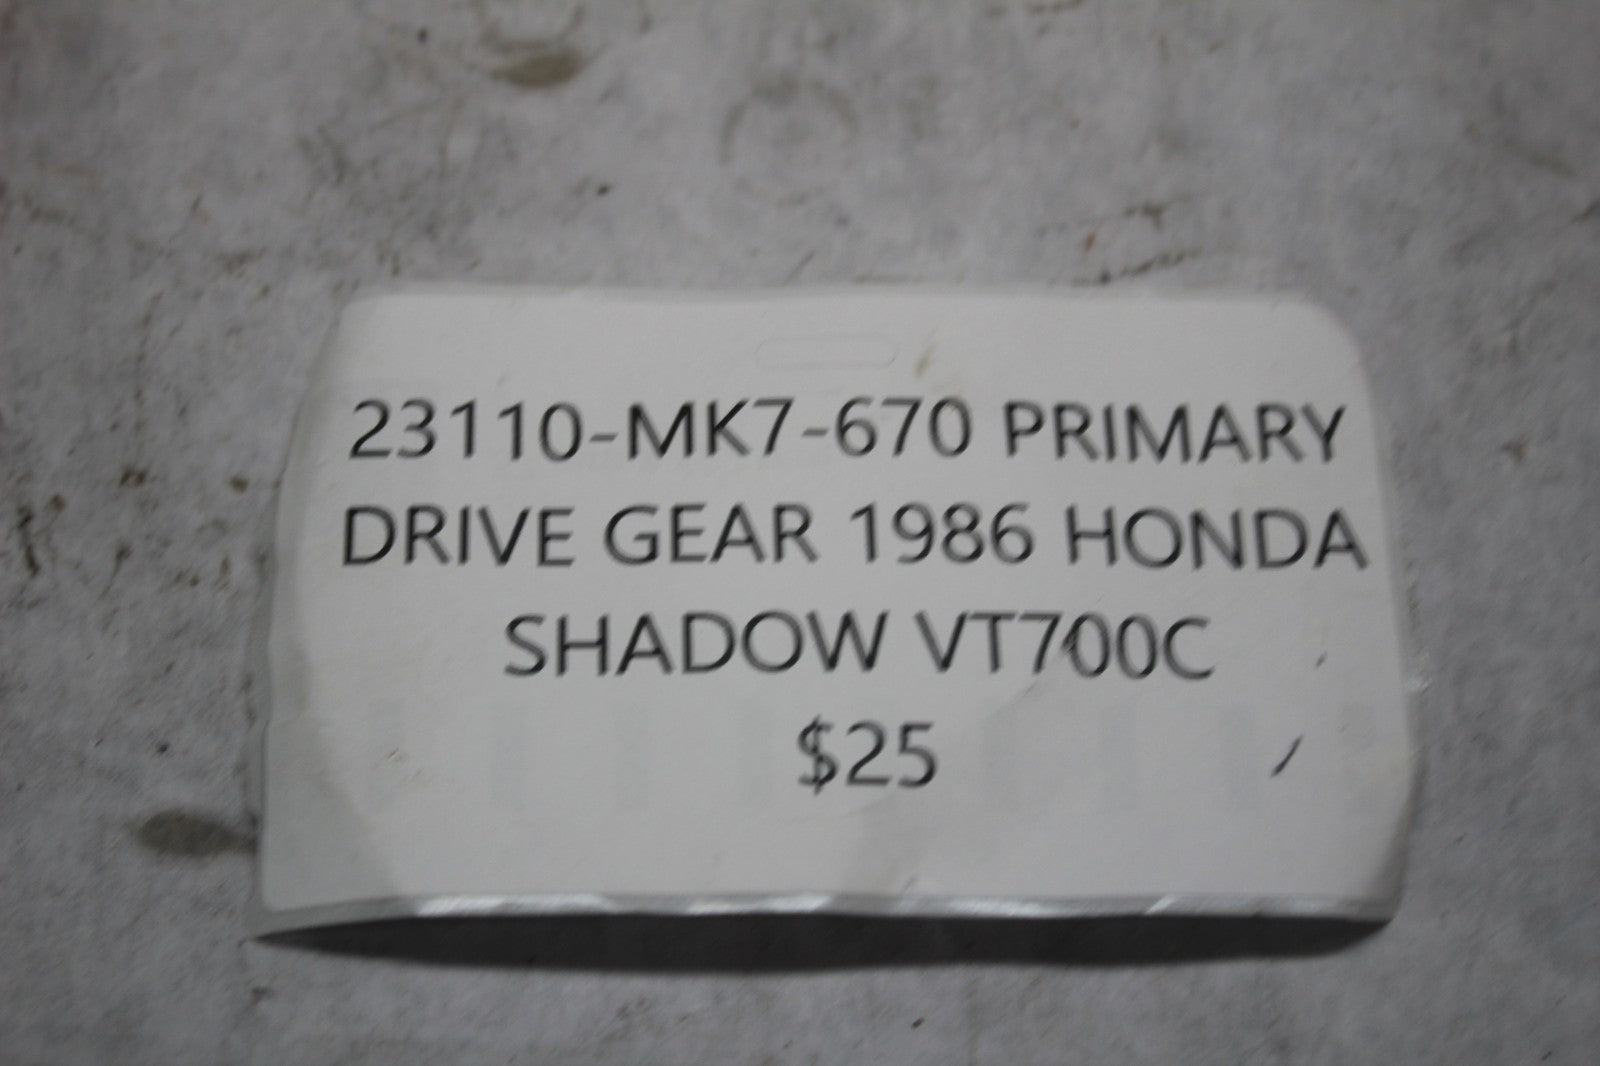 23110-MK7-670 PRIMARY
DRIVE GEAR 1986 HONDA
SHADOW VT700C
$25